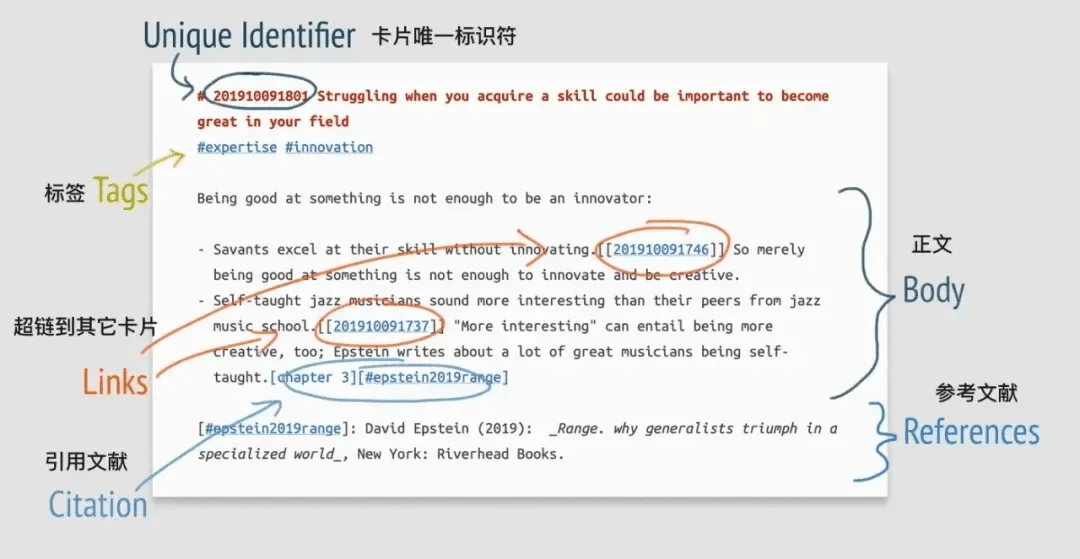 Unique Identifier 卡片唯一标识符
# 201910091801 Struggling when you acquire a skill could be important to become
great in your field
#expertise #innovation
标签 Tags
Being good at something is not enough to be an innovator:
- Savants excel at their skill without innovating.[[201910091746]] So merely
being good at something is not enough to innovate and be creative.
- Self-taught jazz musicians sound more interesting than their peers from jazz
music school.[[201910091737]] "More interesting" can entail being more
creative, too; Epstein writes about a lot of great musicians being self-
taught.[chapter 3][#epstein2019range]
正文
Body
超链到其它卡片
Links
[#epstein2019range]: David Epstein (2019): _Range. why generalists triumph in a
specialized world_, New York: Riverhead Books.
参考文献
References
引用文献
Citation